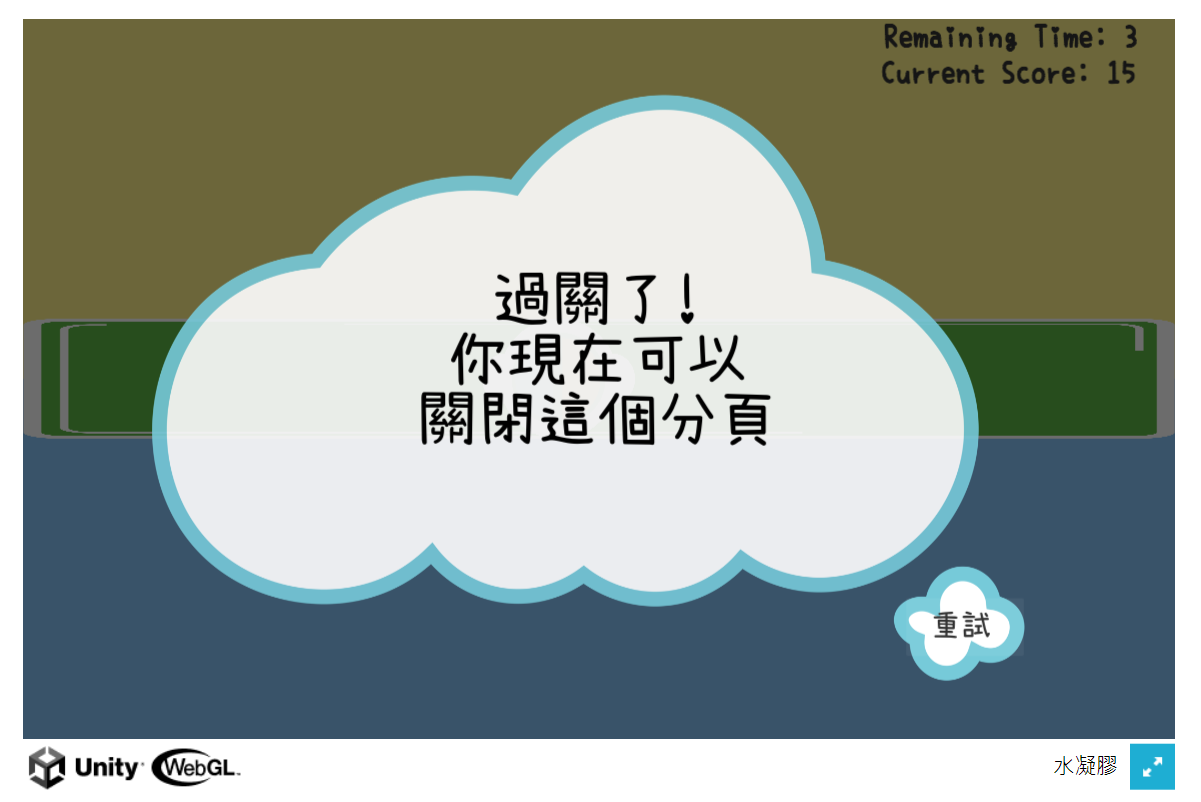 Remaining Time: 3
Current Score: 15
過關了!
你現在可以
關閉這個分頁
重試
Unity WebGL
水凝膠